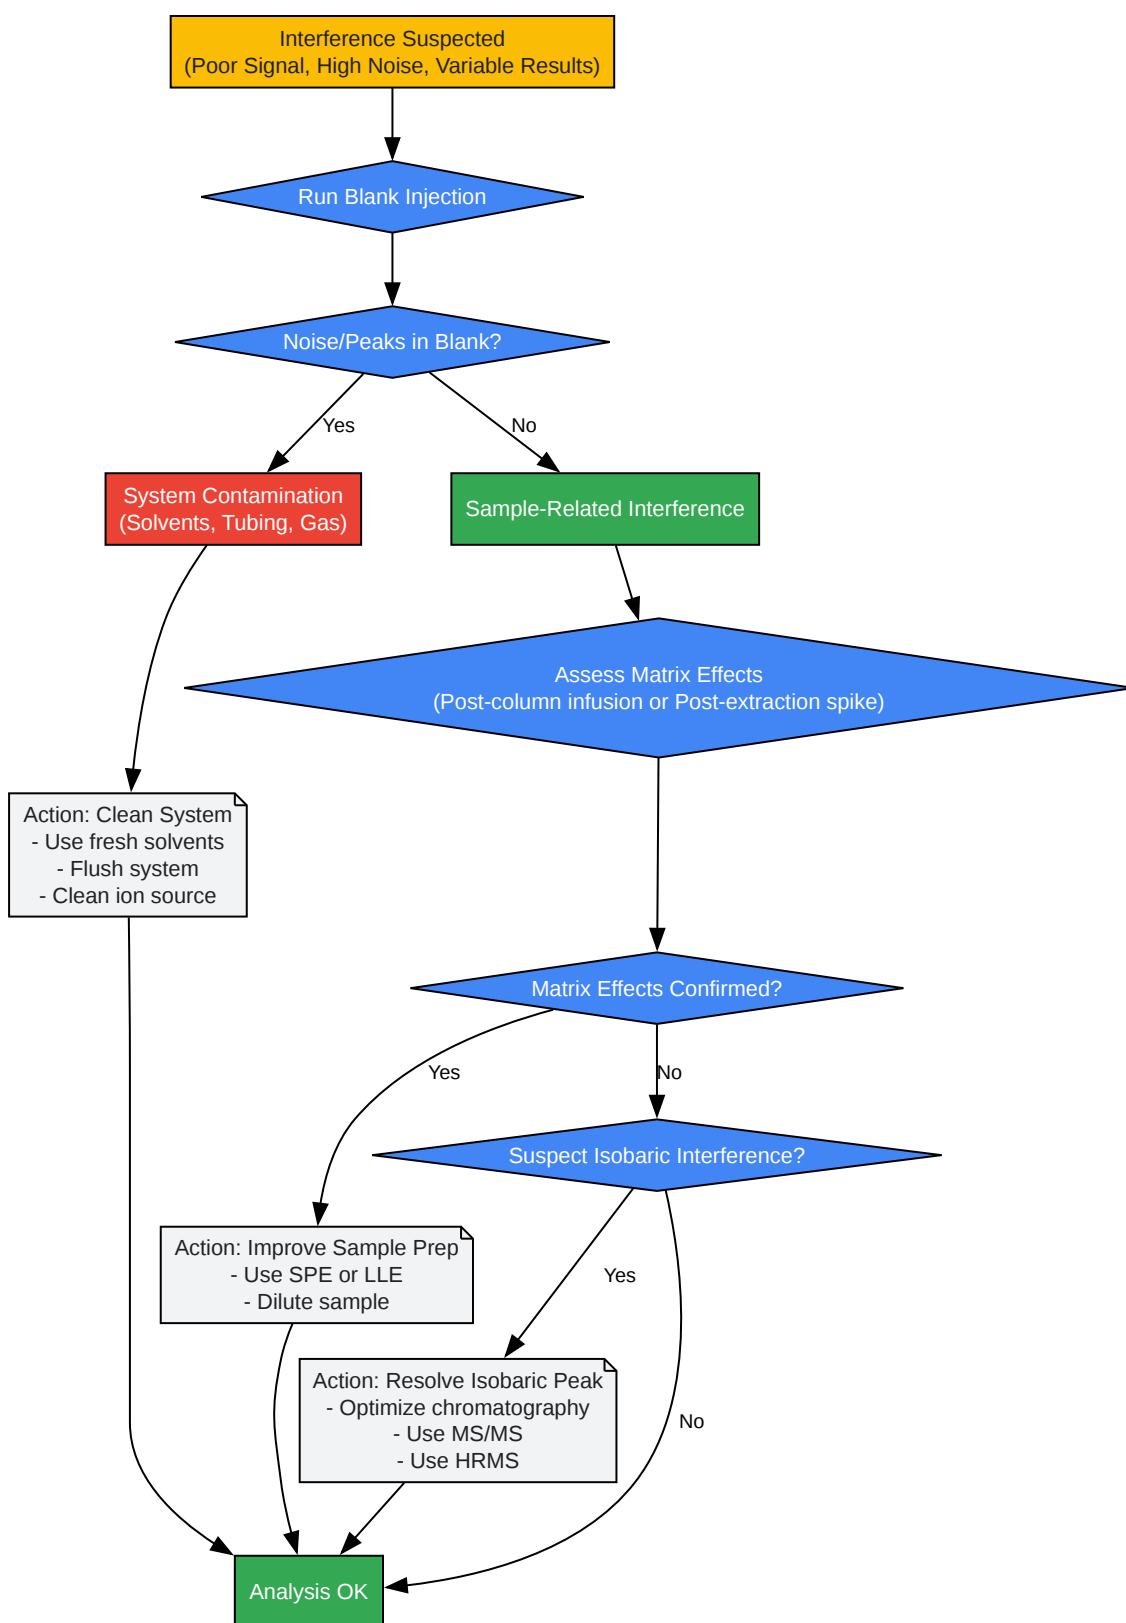 Interference Suspected
(Poor Signal, High Noise, Variable Results)
Run Blank Injection
Noise/Peaks in Blank?
Yes
No
System Contamination
(Solvents, Tubing, Gas)
Sample-Related Interference
Assess Matrix Effects
(Post-column infusion or Post-extraction spike)
Action: Clean System
- Use fresh solvents
- Flush system
- Clean ion source
Matrix Effects Confirmed?
Yes
No
Suspect Isobaric Interference?
Action: Improve Sample Prep
- Use SPE or LLE
- Dilute sample
Yes
Action: Resolve Isobaric Peak
- Optimize chromatography
- Use MS/MS
- Use HRMS
No
Analysis OK